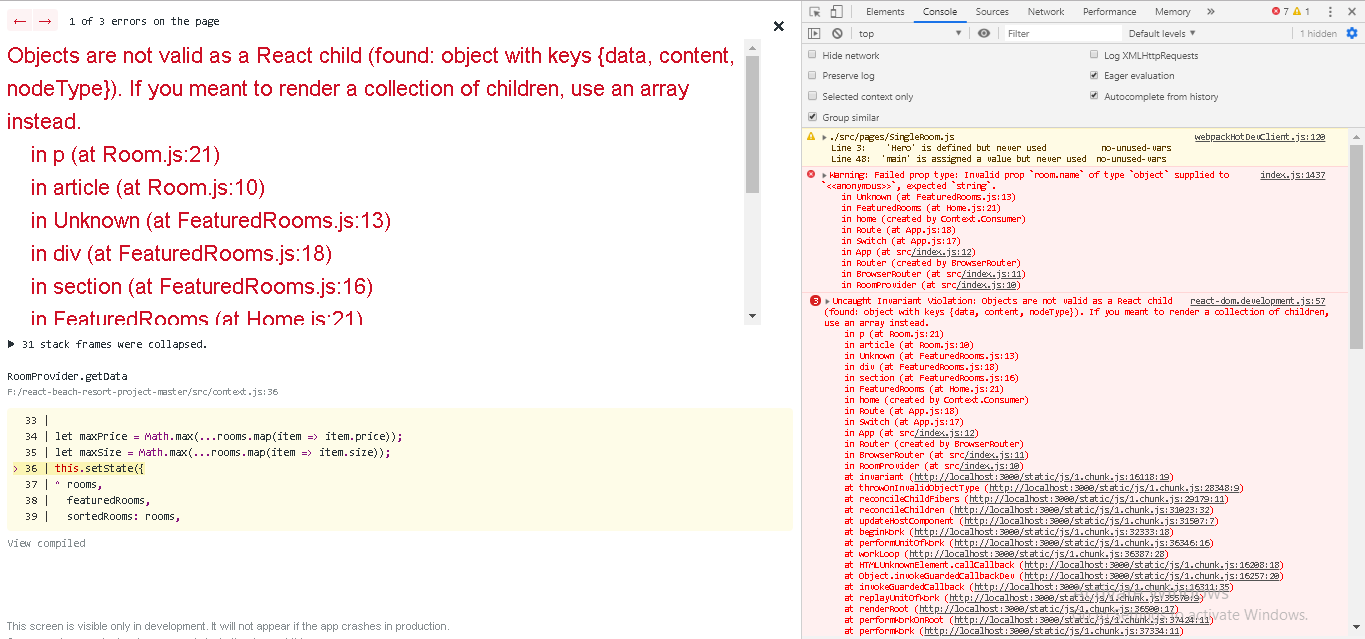 ← → 1 of 3 errors on the page
×
Objects are not valid as a React child (found: object with keys {data, content,
nodeType}). If you meant to render a collection of children, use an array
instead.
in p (at Room.js:21)
in article (at Room.js:10)
in Unknown (at FeaturedRooms.js:13)
in div (at FeaturedRooms.js:18)
in section (at FeaturedRooms.js:16)
in FeaturedRooms (at Home.js:21)
▶ 31 stack frames were collapsed.
RoomProvider.getData
F:/react-beach-resort-project-master/src/context.js:36
33 |
34 | let maxPrice = Math.max(...rooms.map(item => item.price));
35 | let maxSize = Math.max(...rooms.map(item => item.size));
> 36 | this.setState({
37 | ^ rooms,
38 | featuredRooms,
39 | sortedRooms: rooms,
View compiled
This screen is visible only in development. It will not appear if the app crashes in production.
Elements Console Sources Network Performance Memory » 7 1
top Filter Default levels ▼ 1 hidden
Hide network Log XMLHttpRequests
Preserve log Eager evaluation
Selected context only Autocomplete from history
Group similar
./src/pages/SingleRoom.js webpackHotDevClient.js:120
Line 3: 'Hero' is defined but never used no-unused-vars
Line 48: 'main' is assigned a value but never used no-unused-vars
Warning: Failed prop type: Invalid prop `room.name` of type `object` supplied to index.js:1437
`<<anonymous>>`, expected `string`.
in Unknown (at FeaturedRooms.js:13)
in FeaturedRooms (at Home.js:21)
in home (created by Context.Consumer)
in Route (at App.js:18)
in Switch (at App.js:17)
in App (at src/index.js:12)
in Router (created by BrowserRouter)
in BrowserRouter (at src/index.js:11)
in RoomProvider (at src/index.js:10)
3 Uncaught Invariant Violation: Objects are not valid as a React child react-dom.development.js:57
(found: object with keys {data, content, nodeType}). If you meant to render a collection of children,
use an array instead.
in p (at Room.js:21)
in article (at Room.js:10)
in Unknown (at FeaturedRooms.js:13)
in div (at FeaturedRooms.js:18)
in section (at FeaturedRooms.js:16)
in FeaturedRooms (at Home.js:21)
in home (created by Context.Consumer)
in Route (at App.js:18)
in Switch (at App.js:17)
in App (at src/index.js:12)
in Router (created by BrowserRouter)
in BrowserRouter (at src/index.js:11)
in RoomProvider (at src/index.js:10)
at invariant (http://localhost:3000/static/js/1.chunk.js:16118:19)
at throwOnInvalidObjectType (http://localhost:3000/static/js/1.chunk.js:28348:9)
at reconcileChildFibers (http://localhost:3000/static/js/1.chunk.js:29179:11)
at reconcileChildren (http://localhost:3000/static/js/1.chunk.js:31023:32)
at updateHostComponent (http://localhost:3000/static/js/1.chunk.js:31507:7)
at beginWork (http://localhost:3000/static/js/1.chunk.js:32333:18)
at performUnitOfWork (http://localhost:3000/static/js/1.chunk.js:36346:16)
at workLoop (http://localhost:3000/static/js/1.chunk.js:36387:28)
at HTMLUnknownElement.callCallback (http://localhost:3000/static/js/1.chunk.js:16208:18)
at Object.invokeGuardedCallbackDev (http://localhost:3000/static/js/1.chunk.js:16257:20)
at invokeGuardedCallback (http://localhost:3000/static/js/1.chunk.js:16311:35)
at replayUnitOfWork (http://localhost:3000/static/js/1.chunk.js:35570:9)
at renderRoot (http://localhost:3000/static/js/1.chunk.js:36500:17)
at performWorkOnRoot (http://localhost:3000/static/js/1.chunk.js:37424:11)
at performWork (http://localhost:3000/static/js/1.chunk.js:37334:11)
activate Windows.